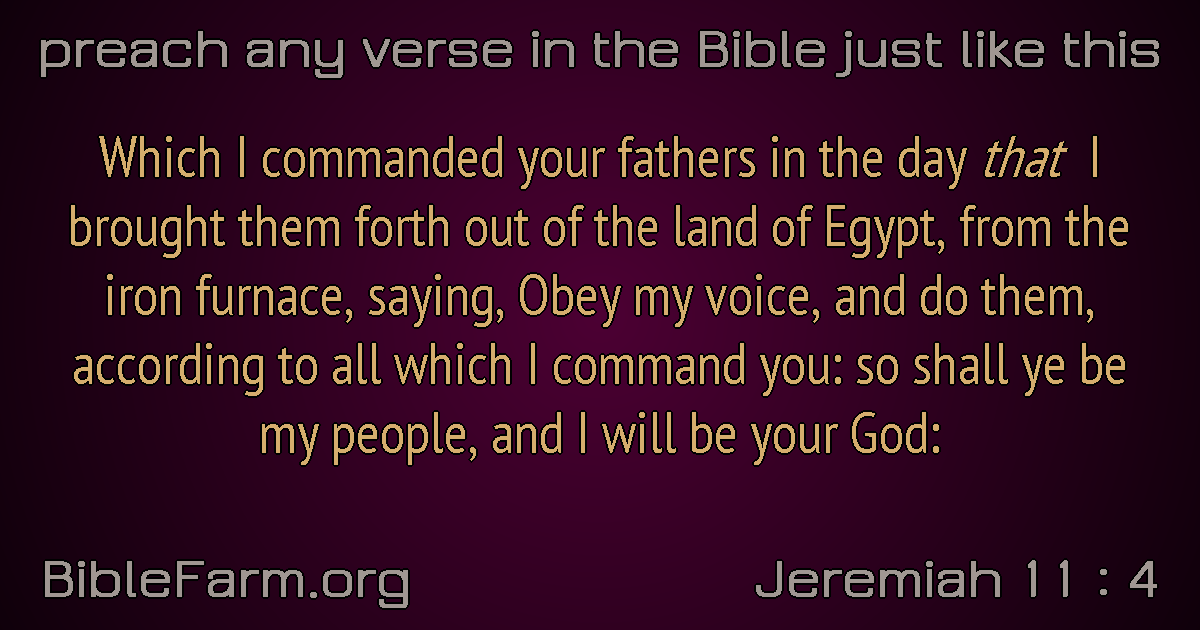 preach any verse in the Bible just like this
Which I commanded your fathers in the day that I
brought them forth out of the land of Egypt, from the
iron furnace, saying, Obey my voice, and do them,
according to all which I command you: so shall ye be
my people, and I will be your God:
BibleFarm.org
Jeremiah 11 : 4